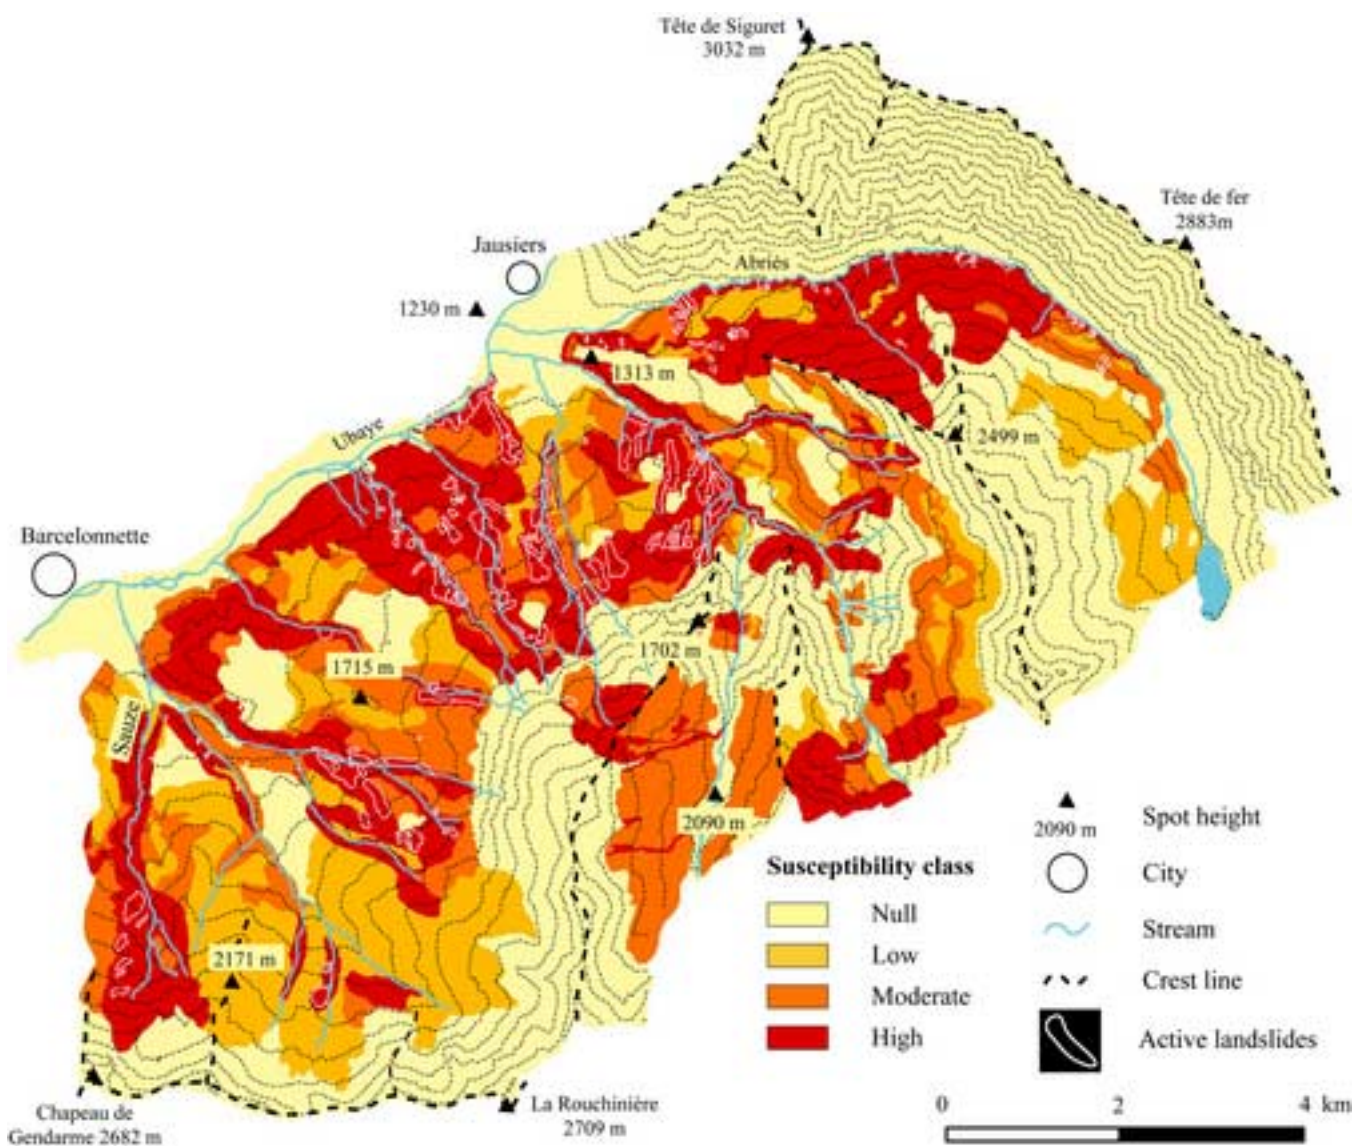 Tête de Siguret
3032 m
Tête de fer
2883m
Jausiers
Abriès
1230 m
1313 m
Ubaye
2499 m
Barcelonnette
1702 m
1715 m
Sauze
2090 m
2171 m
Chapeau de
Gendarme 2682 m
La Rouchinière
2709 m
Susceptibility class
Null
Low
Moderate
High
2090 m
Spot height
City
Stream
Crest line
Active landslides
0 2 4 km